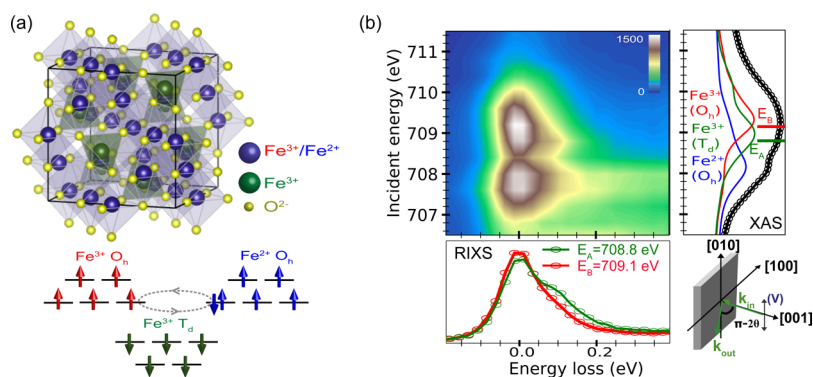 (a)
Fe3+/Fe2+
Fe3+
O2-
Fe3+ Oh
Fe2+ Oh
Fe3+ Td
(b)
Incident energy (eV)
711
710
709
708
707
1500
0
Fe3+
(Oh)
Fe3+
(Td)
Fe2+
(Oh)
EB
EA
XAS
RIXS
EA=708.8 eV
EB=709.1 eV
0.0
0.2
Energy loss (eV)
[010]
[100]
[001]
kin
(V)
π-2θ
kout